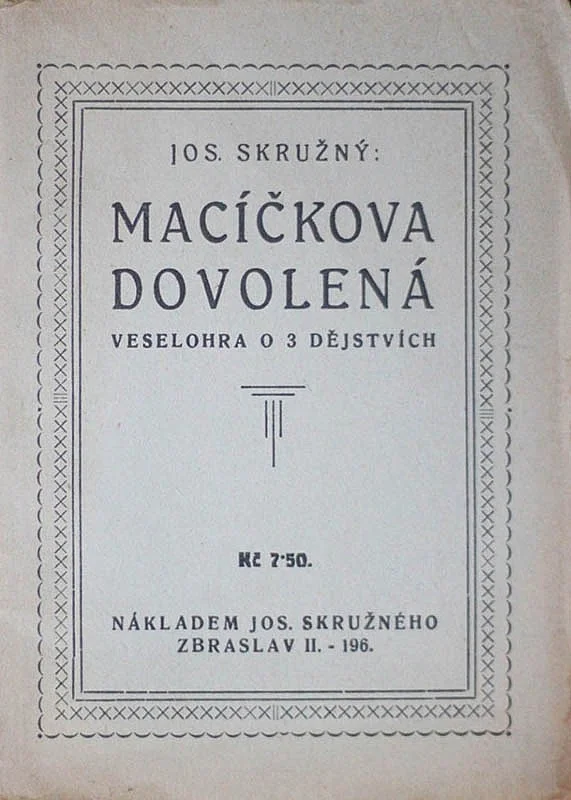 JOS. SKRUŽNÝ:
MACÍČKOVA
DOVOLENÁ
VESELOHRA O 3 DĚJSTVÍCH
Kč 7·50.
NÁKLADEM JOS. SKRUŽNÉHO
ZBRASLAV II. - 196.